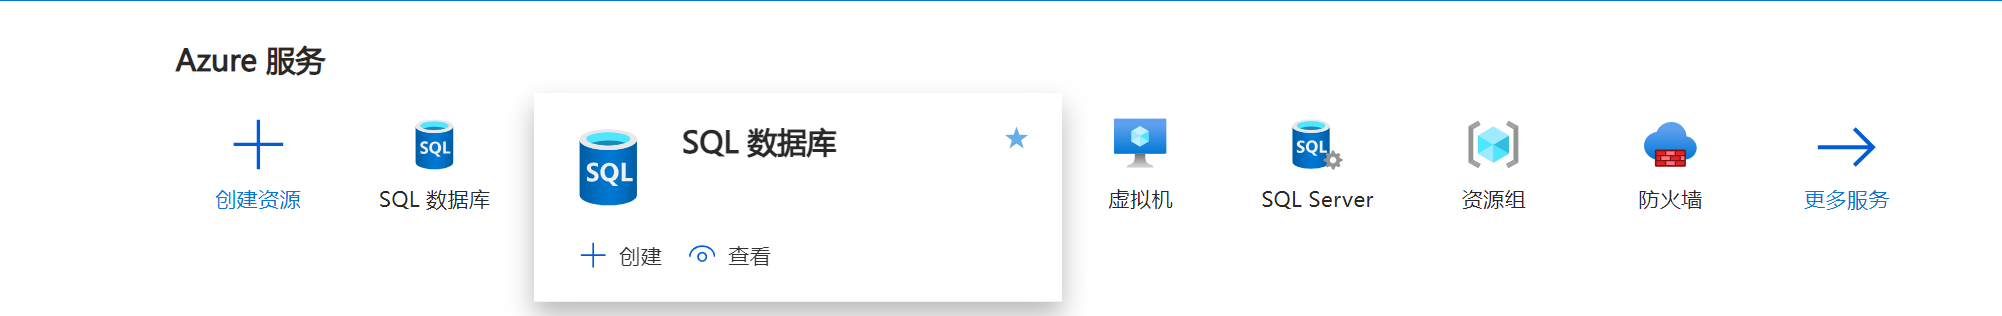 Azure 服务
创建资源
SQL
SQL 数据库
SQL
SQL 数据库
创建
查看
虚拟机
SQL
SQL Server
资源组
防火墙
更多服务